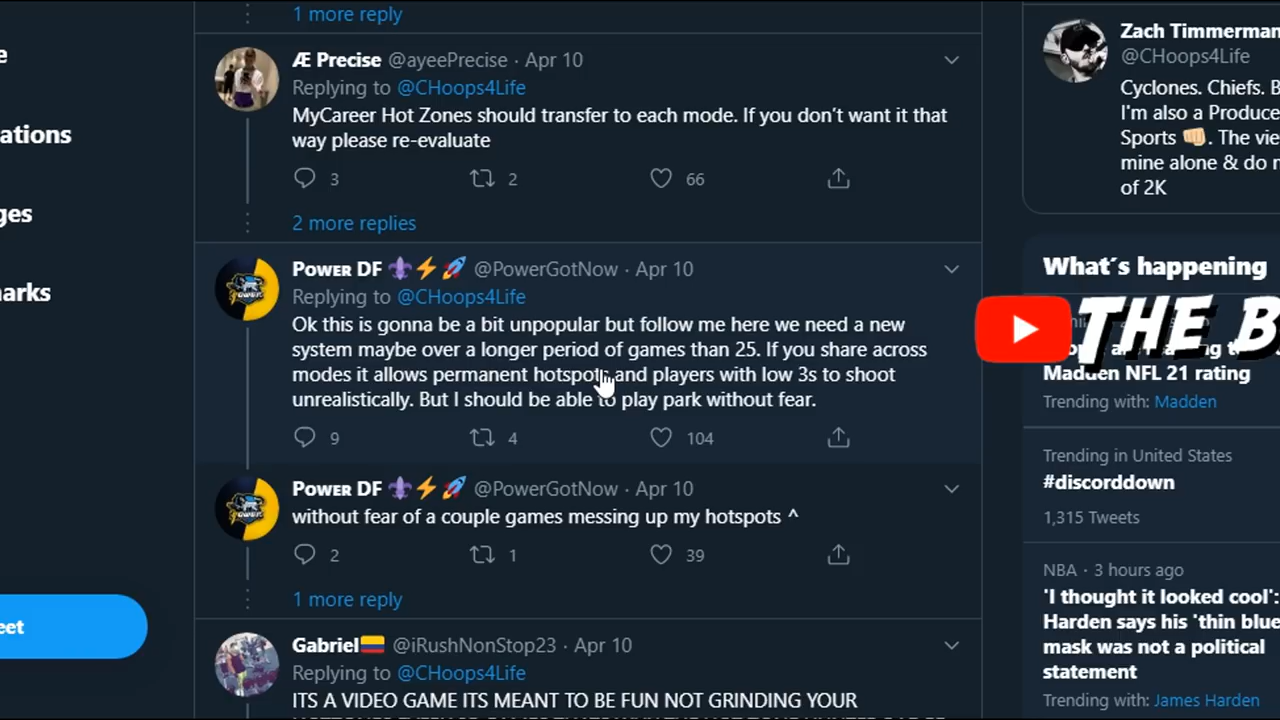 1 more reply
Æ Precise @ayeePrecise · Apr 10
Replying to @CHoops4Life
MyCareer Hot Zones should transfer to each mode. If you don't want it that
way please re-evaluate
3 2 66
2 more replies
Power DF ⚜️⚡🚀 @PowerGotNow · Apr 10
Replying to @CHoops4Life
Ok this is gonna be a bit unpopular but follow me here we need a new
system maybe over a longer period of games than 25. If you share across
modes it allows permanent hotspots and players with low 3s to shoot
unrealistically. But I should be able to play park without fear.
9 4 104
Power DF ⚜️⚡🚀 @PowerGotNow · Apr 10
without fear of a couple games messing up my hotspots ^
2 1 39
1 more reply
Gabriel🇨🇴 @iRushNonStop23 · Apr 10
Replying to @CHoops4Life
ITS A VIDEO GAME ITS MEANT TO BE FUN NOT GRINDING YOUR
e
ations
ges
arks
eet
Zach Timmerman
@CHoops4Life
Cyclones. Chiefs. B
I'm also a Produce
Sports 👊🏼. The vie
mine alone & do n
of 2K
What's happening
THE B
Madden NFL 21 rating
Trending with: Madden
Trending in United States
#discorddown
1,315 Tweets
NBA · 3 hours ago
'I thought it looked cool':
Harden says his 'thin blue
mask was not a political
statement
Trending with: James Harden